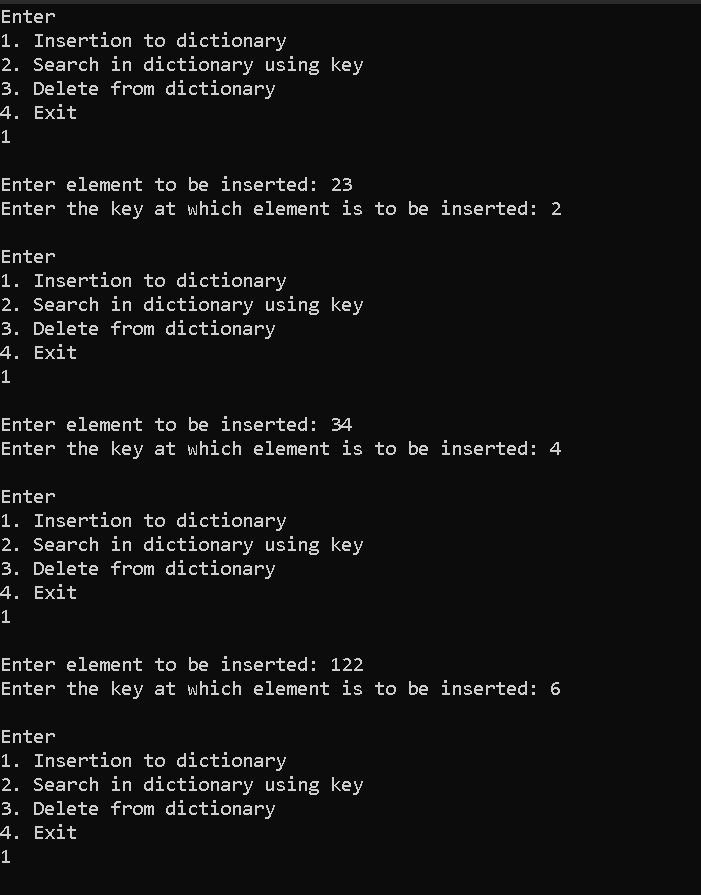 Enter
1. Insertion to dictionary
2. Search in dictionary using key
3. Delete from dictionary
4. Exit
1
Enter element to be inserted: 23
Enter the key at which element is to be inserted: 2
Enter
1. Insertion to dictionary
2. Search in dictionary using key
3. Delete from dictionary
4. Exit
1
Enter element to be inserted: 34
Enter the key at which element is to be inserted: 4
Enter
1. Insertion to dictionary
2. Search in dictionary using key
3. Delete from dictionary
4. Exit
1
Enter element to be inserted: 122
Enter the key at which element is to be inserted: 6
Enter
1. Insertion to dictionary
2. Search in dictionary using key
3. Delete from dictionary
4. Exit
1